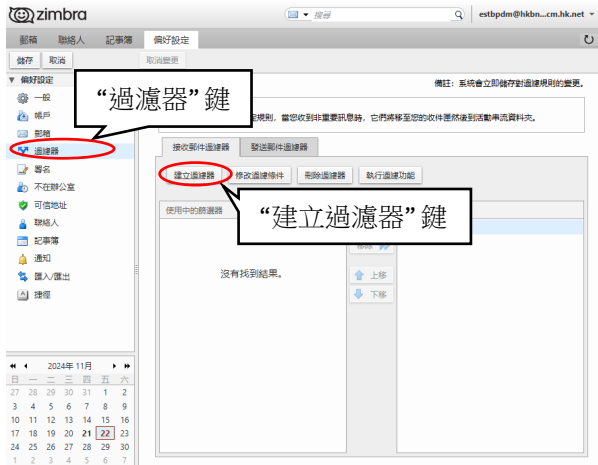 zimbra
搜尋
estbpdm@hkbn...cm.hk.net
郵箱 聯絡人 記事簿 偏好設定
儲存 取消 取消變更
偏好設定
一般
帳戶
郵箱
過濾器
署名
不在辦公室
可信地址
聯絡人
記事簿
通知
匯入/匯出
捷徑
“過濾器” 鍵
備註：系統會立即儲存對過濾規則的變更。
規則，當您收到非重要訊息時，它們將移至您的收件匣然後到活動串流資料夾。
接收郵件過濾器 發送郵件過濾器
建立過濾器 修改過濾條件 刪除過濾器 執行過濾功能
“建立過濾器” 鍵
使用中的篩選器
移除
沒有找到結果。
上移
下移
2024年 11月
日 一 二 三 四 五 六
27 28 29 30 31 1 2
3 4 5 6 7 8 9
10 11 12 13 14 15 16
17 18 19 20 21 22 23
24 25 26 27 28 29 30
1 2 3 4 5 6 7